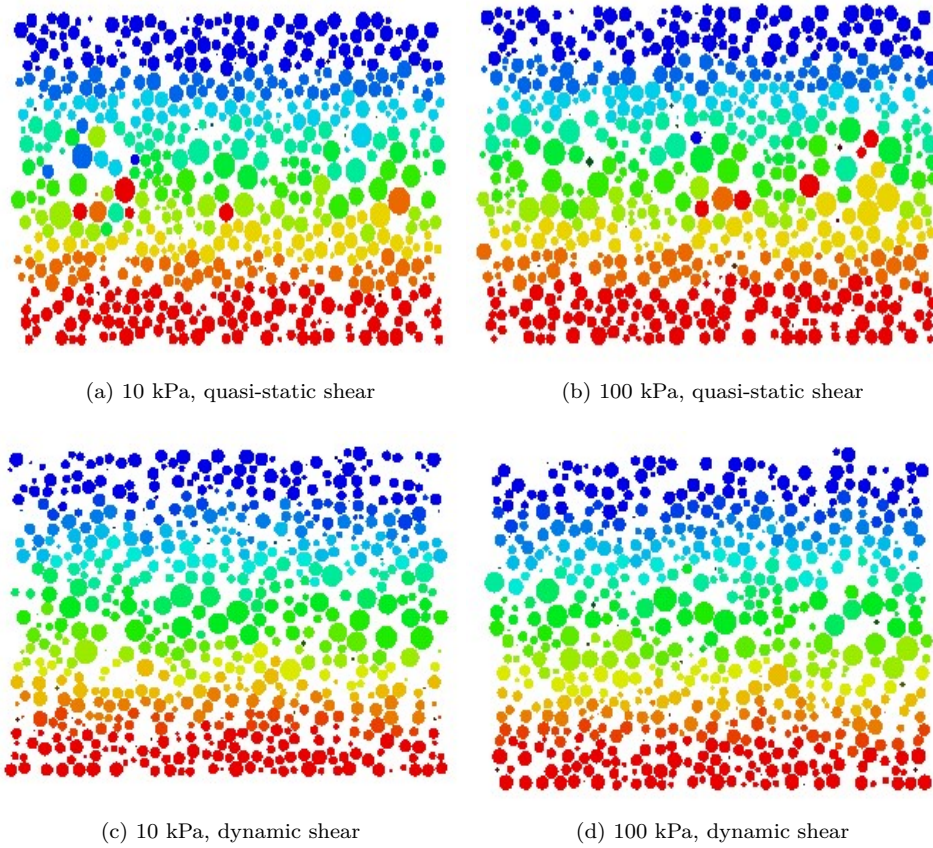 (a) 10 kPa, quasi-static shear
(b) 100 kPa, quasi-static shear
(c) 10 kPa, dynamic shear
(d) 100 kPa, dynamic shear